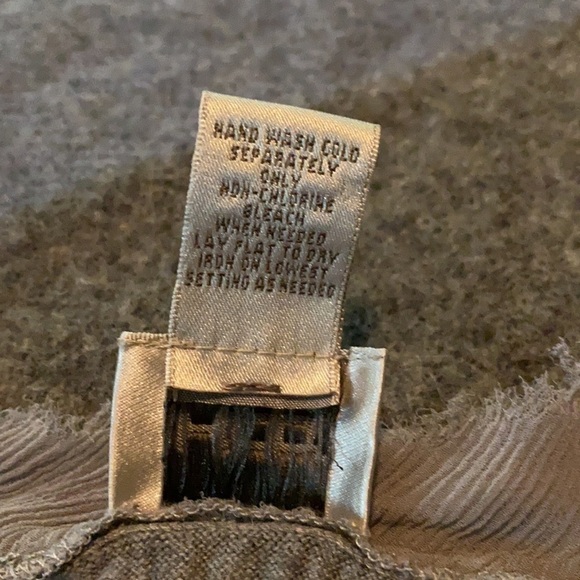 HAND WASH COLD
SEPARATELY
ONLY
NON-CHLORINE
BLEACH
WHEN NEEDED
LAY FLAT TO DRY
IRON ON LOWEST
SETTING AS NEEDED